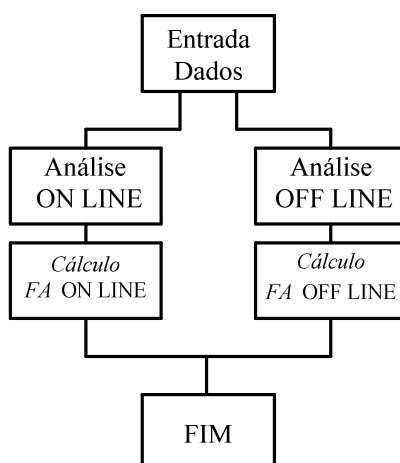 Entrada
Dados
Análise
ON LINE
Cálculo
FA ON LINE
Análise
OFF LINE
Cálculo
FA OFF LINE
FIM